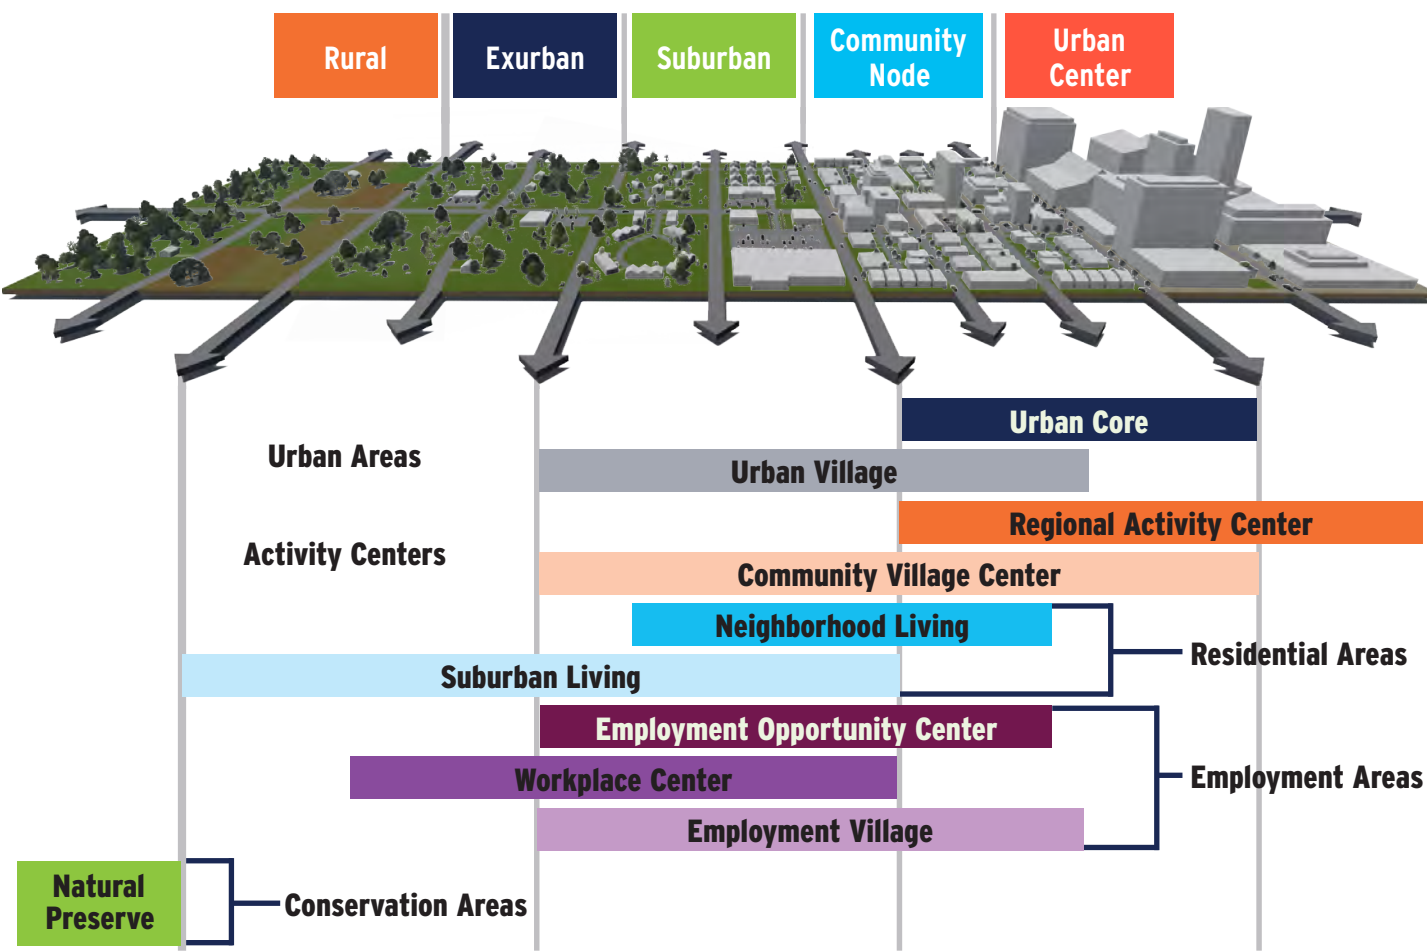 Rural
Exurban
Suburban
Community
Node
Urban
Center
Urban Core
Urban Areas
Urban Village
Regional Activity Center
Activity Centers
Community Village Center
Neighborhood Living
Residential Areas
Suburban Living
Employment Opportunity Center
Workplace Center
Employment Areas
Employment Village
Natural
Preserve
Conservation Areas